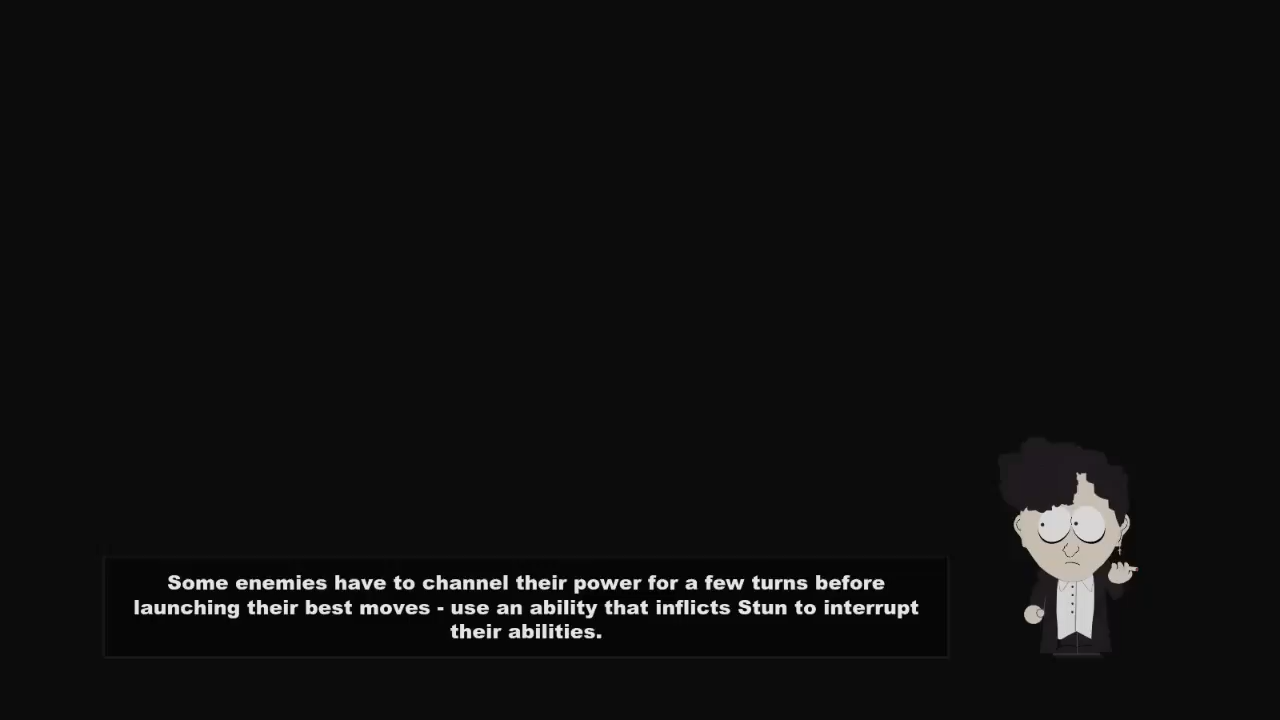 Some enemies have to channel their power for a few turns before
launching their best moves - use an ability that inflicts Stun to interrupt
their abilities.